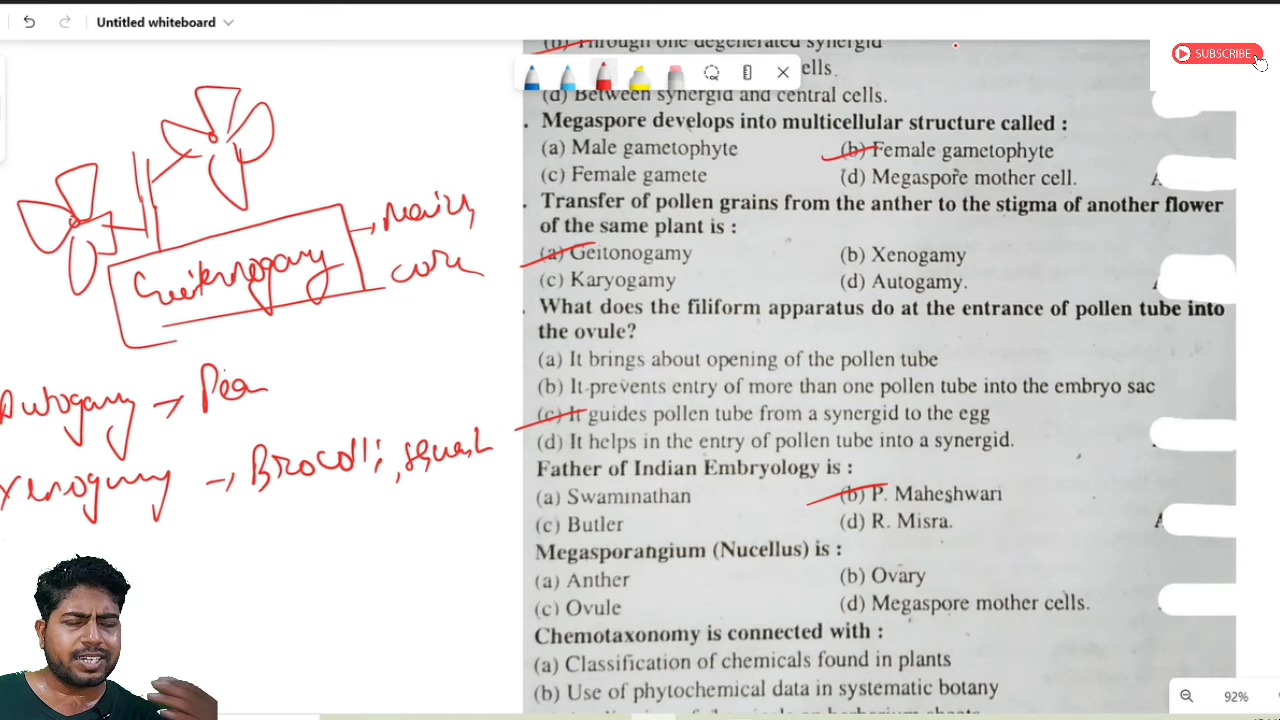 Untitled whiteboard
SUBSCRIBE
(b) Through one degenerated synergid
ells.
(d) Between synergid and central cells.
. Megaspore develops into multicellular structure called :
(a) Male gametophyte (b) Female gametophyte
(c) Female gamete (d) Megaspore mother cell.
. Transfer of pollen grains from the anther to the stigma of another flower
of the same plant is :
(a) Geitonogamy (b) Xenogamy
(c) Karyogamy (d) Autogamy.
. What does the filiform apparatus do at the entrance of pollen tube into
the ovule?
(a) It brings about opening of the pollen tube
(b) It prevents entry of more than one pollen tube into the embryo sac
(c) It guides pollen tube from a synergid to the egg
(d) It helps in the entry of pollen tube into a synergid.
Father of Indian Embryology is :
(a) Swaminathan (b) P. Maheshwari
(c) Butler (d) R. Misra.
Megasporangium (Nucellus) is :
(a) Anther (b) Ovary
(c) Ovule (d) Megaspore mother cells.
Chemotaxonomy is connected with :
(a) Classification of chemicals found in plants
(b) Use of phytochemical data in systematic botany
Autogamy → Pea
Xenogamy → Brocolli, squash
92%